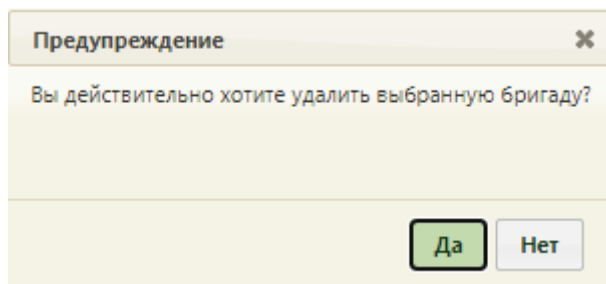 Предупреждение
Вы действительно хотите удалить выбранную бригаду?
Да Нет